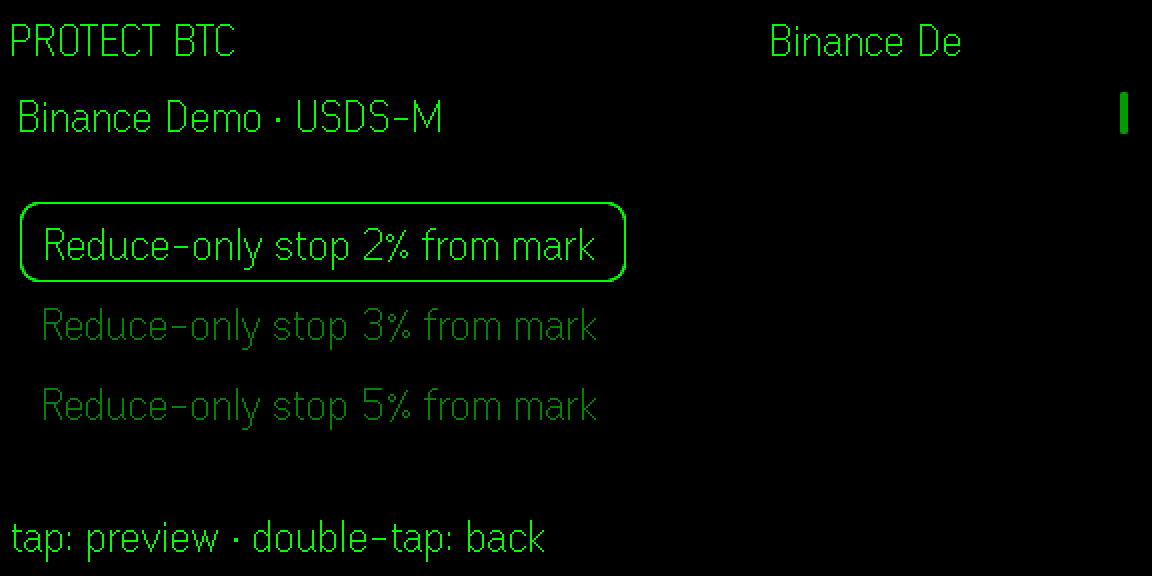 PROTECT BTC Binance De
Binance Demo · USDS-M
Reduce-only stop 2% from mark
Reduce-only stop 3% from mark
Reduce-only stop 5% from mark
tap: preview · double-tap: back